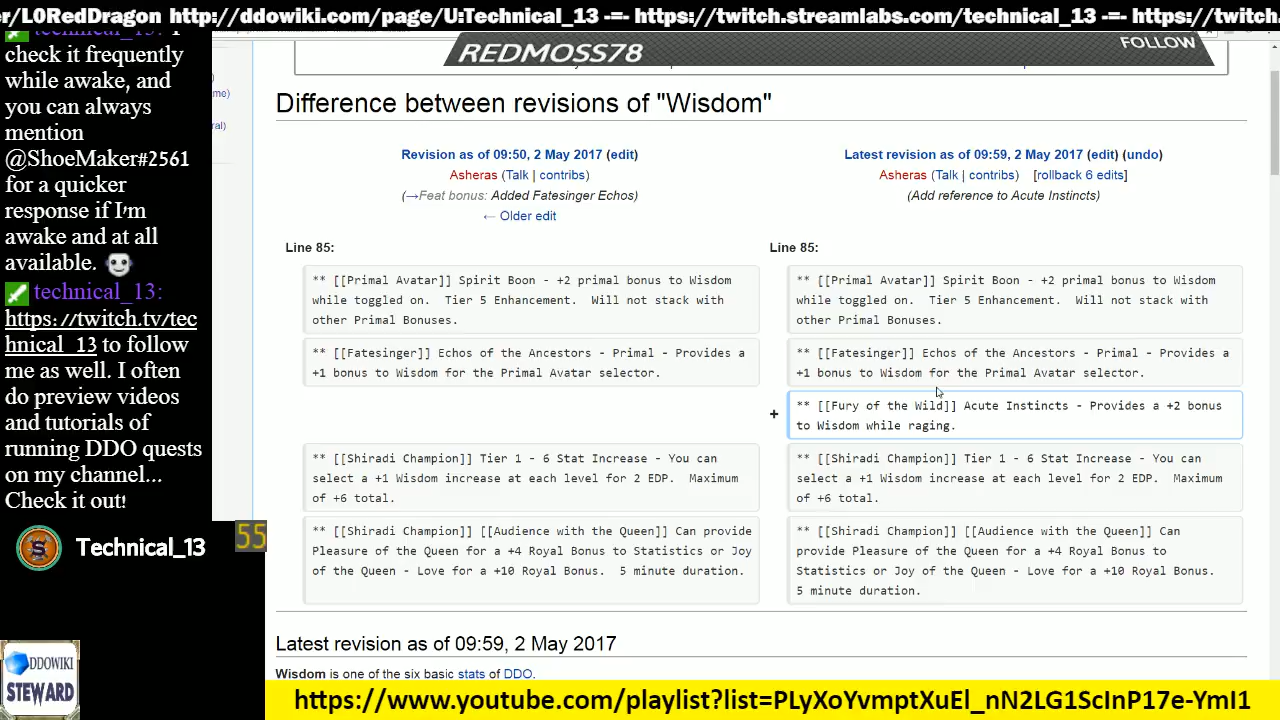 er/L0RedDragon http://ddowiki.com/page/U:Technical_13 -=- https://twitch.streamlabs.com/technical_13 -=- https://twitch.
technical_13: I
check it frequently
while awake, and
you can always
mention
@ShoeMaker#2561
for a quicker
response if I'm
awake and at all
available.
technical_13:
https://twitch.tv/tec
hnical_13 to follow
me as well. I often
do preview videos
and tutorials of
running DDO quests
on my channel...
Check it out!
Technical_13
55
DDOWIKI
STEWARD
me)
ral)
REDMOSS78
FOLLOW
Difference between revisions of "Wisdom"
Revision as of 09:50, 2 May 2017 (edit)
Asheras (Talk | contribs)
(→Feat bonus: Added Fatesinger Echos)
← Older edit
Latest revision as of 09:59, 2 May 2017 (edit) (undo)
Asheras (Talk | contribs) [rollback 6 edits]
(Add reference to Acute Instincts)
Line 85:
Line 85:
** [[Primal Avatar]] Spirit Boon - +2 primal bonus to Wisdom
while toggled on.  Tier 5 Enhancement.  Will not stack with
other Primal Bonuses.
** [[Primal Avatar]] Spirit Boon - +2 primal bonus to Wisdom
while toggled on.  Tier 5 Enhancement.  Will not stack with
other Primal Bonuses.
** [[Fatesinger]] Echos of the Ancestors - Primal - Provides a
+1 bonus to Wisdom for the Primal Avatar selector.
** [[Fatesinger]] Echos of the Ancestors - Primal - Provides a
+1 bonus to Wisdom for the Primal Avatar selector.
+
** [[Fury of the Wild]] Acute Instincts - Provides a +2 bonus
to Wisdom while raging.
** [[Shiradi Champion]] Tier 1 - 6 Stat Increase - You can
select a +1 Wisdom increase at each level for 2 EDP.  Maximum
of +6 total.
** [[Shiradi Champion]] Tier 1 - 6 Stat Increase - You can
select a +1 Wisdom increase at each level for 2 EDP.  Maximum
of +6 total.
** [[Shiradi Champion]] [[Audience with the Queen]] Can provide
Pleasure of the Queen for a +4 Royal Bonus to Statistics or Joy
of the Queen - Love for a +10 Royal Bonus.  5 minute duration.
** [[Shiradi Champion]] [[Audience with the Queen]] Can
provide Pleasure of the Queen for a +4 Royal Bonus to
Statistics or Joy of the Queen - Love for a +10 Royal Bonus.
5 minute duration.
Latest revision as of 09:59, 2 May 2017
Wisdom is one of the six basic stats of DDO.
https://www.youtube.com/playlist?list=PLyXoYvmptXuEl_nN2LG1ScInP17e-YmI1